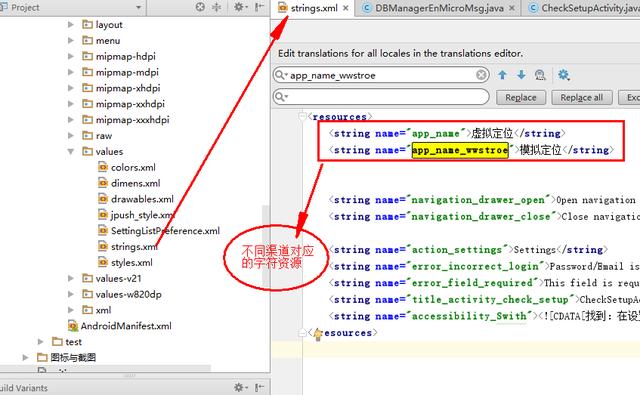 Project
layout
menu
mipmap-hdpi
mipmap-mdpi
mipmap-xhdpi
mipmap-xxhdpi
mipmap-xxxhdpi
raw
values
colors.xml
dimens.xml
drawables.xml
jpush_style.xml
SettingListPreference.xml
strings.xml
styles.xml
values-v21
values-w820dp
xml
AndroidManifest.xml
test
图标与截图
uild Variants
strings.xml
DBManagerEnMicroMsg.java
CheckSetupActivity.java
Edit translations for all locales in the translations editor.
app_name_wwstroe
Replace
Replace all
Exc
<resources>
<string name="app_name">虚拟定位</string>
<string name="app_name_wwstroe">模拟定位</string>
<string name="navigation_drawer_open">Open navigation
<string name="navigation_drawer_close">Close navigatio
<string name="action_settings">Settings</string>
<string name="error_incorrect_login">Password/Email is
<string name="error_field_required">This field is requi
<string name="title_activity_check_setup">CheckSetupAc
<string name="accessibility_Swith"><![CDATA[找到：在设置
</resources>
不同渠道对应
的字符资源